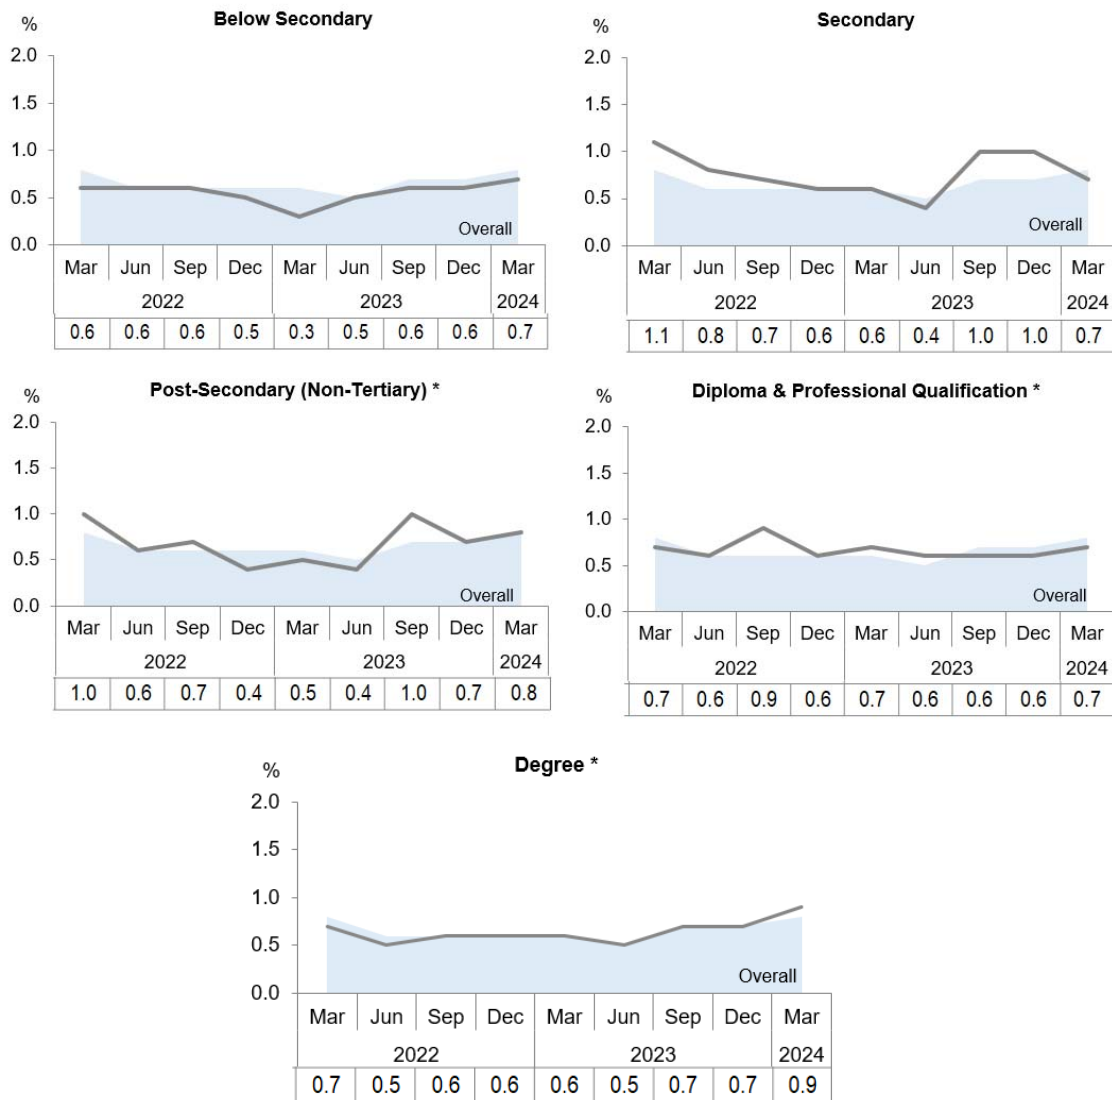 Below Secondary
%
2.0
1.5
1.0
0.5
0.0
Overall
Mar Jun Sep Dec Mar Jun Sep Dec Mar
2022 2023 2024
0.6 0.6 0.6 0.5 0.3 0.5 0.6 0.6 0.7
Secondary
%
2.0
1.5
1.0
0.5
0.0
Overall
Mar Jun Sep Dec Mar Jun Sep Dec Mar
2022 2023 2024
1.1 0.8 0.7 0.6 0.6 0.4 1.0 1.0 0.7
Post-Secondary (Non-Tertiary) *
%
2.0
1.5
1.0
0.5
0.0
Overall
Mar Jun Sep Dec Mar Jun Sep Dec Mar
2022 2023 2024
1.0 0.6 0.7 0.4 0.5 0.4 1.0 0.7 0.8
Diploma & Professional Qualification *
%
2.0
1.5
1.0
0.5
0.0
Overall
Mar Jun Sep Dec Mar Jun Sep Dec Mar
2022 2023 2024
0.7 0.6 0.9 0.6 0.7 0.6 0.6 0.6 0.7
Degree *
%
2.0
1.5
1.0
0.5
0.0
Overall
Mar Jun Sep Dec Mar Jun Sep Dec Mar
2022 2023 2024
0.7 0.5 0.6 0.6 0.6 0.5 0.7 0.7 0.9